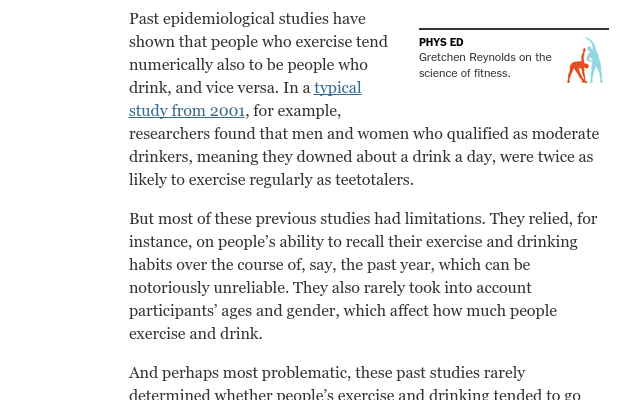 Past epidemiological studies have
shown that people who exercise tend
numerically also to be people who
drink, and vice versa. In a typical
study from 2001, for example,
PHYS ED
Gretchen Reynolds on the
science of fitness.
researchers found that men and women who qualified as moderate
drinkers, meaning they downed about a drink a day, were twice as
likely to exercise regularly as teetotalers.
But most of these previous studies had limitations. They relied, for
instance, on people’s ability to recall their exercise and drinking
habits over the course of, say, the past year, which can be
notoriously unreliable. They also rarely took into account
participants’ ages and gender, which affect how much people
exercise and drink.
And perhaps most problematic, these past studies rarely
determined whether people’s exercise and drinking tended to go